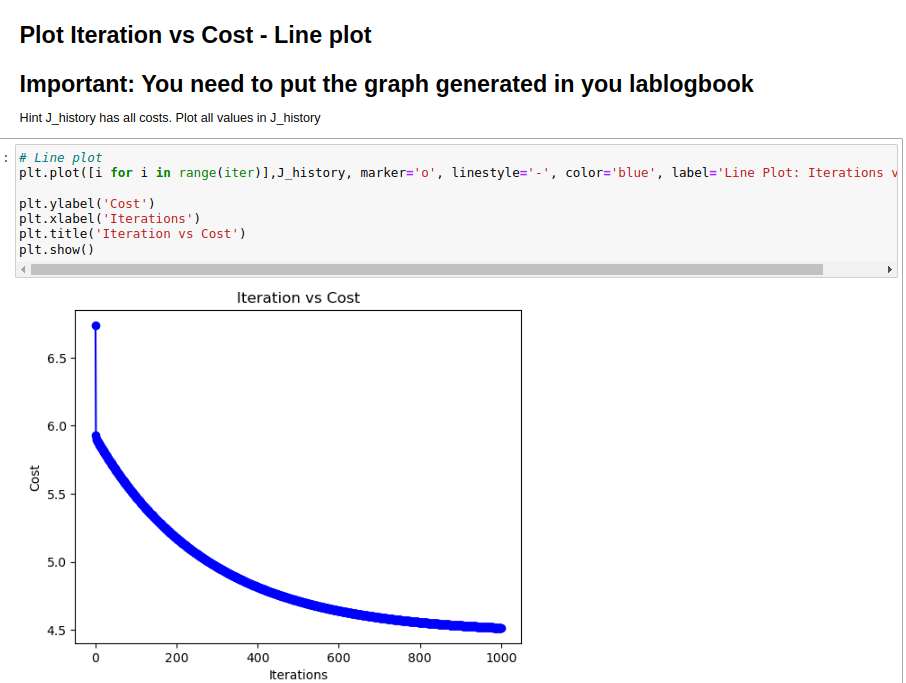 Plot Iteration vs Cost - Line plot
Important: You need to put the graph generated in you lablogbook
Hint J_history has all costs. Plot all values in J_history
:
# Line plot
plt.plot([i for i in range(iter)],J_history, marker='o', linestyle='-', color='blue', label='Line Plot: Iterations v
plt.ylabel('Cost')
plt.xlabel('Iterations')
plt.title('Iteration vs Cost')
plt.show()
Iteration vs Cost
6.5
6.0
5.5
5.0
4.5
Cost
0 200 400 600 800 1000
Iterations